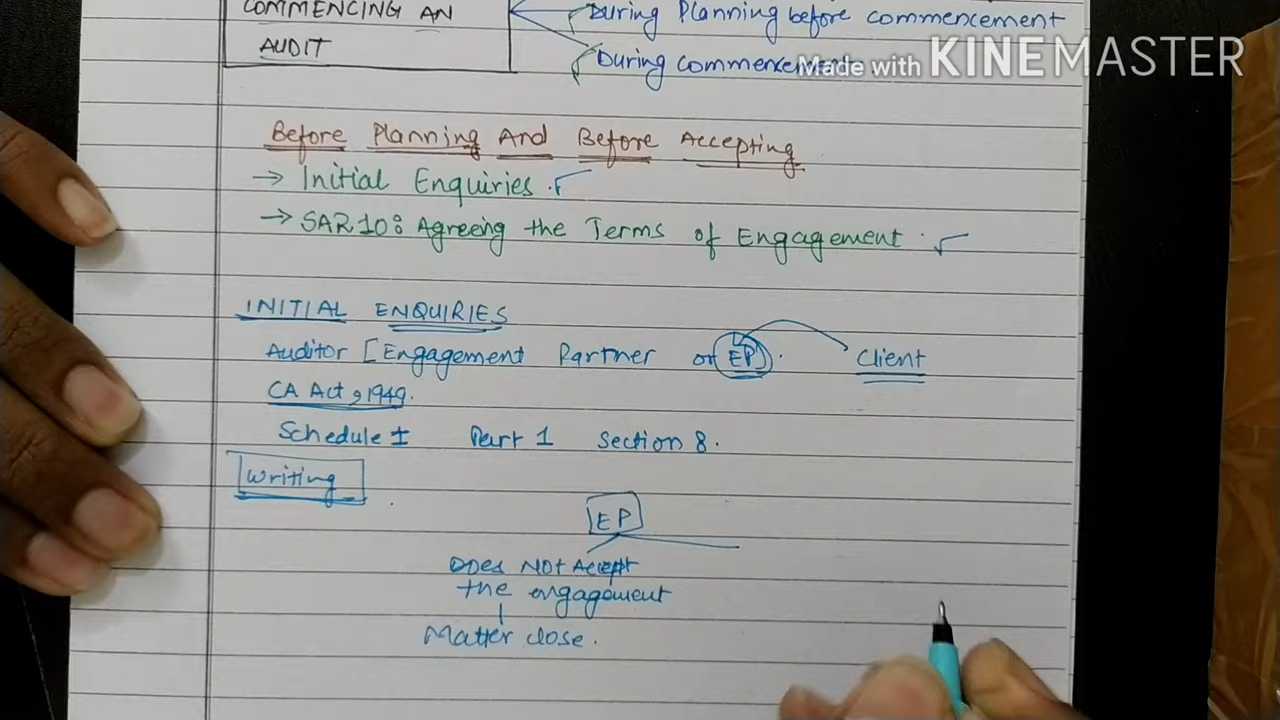 COMMENCING AN
AUDIT
During Planning before commencement
During commencement
Made with KINEMASTER
Before Planning And Before Accepting
→ Initial Enquiries.
→ SAR 10: Agreeing the Terms of Engagement.
INITIAL ENQUIRIES
Auditor [Engagement Partner or EP]. Client
CA Act, 1949.
Schedule I Part 1 Section 8.
Writing
EP
Does Not Accept
the engagement
Matter close.